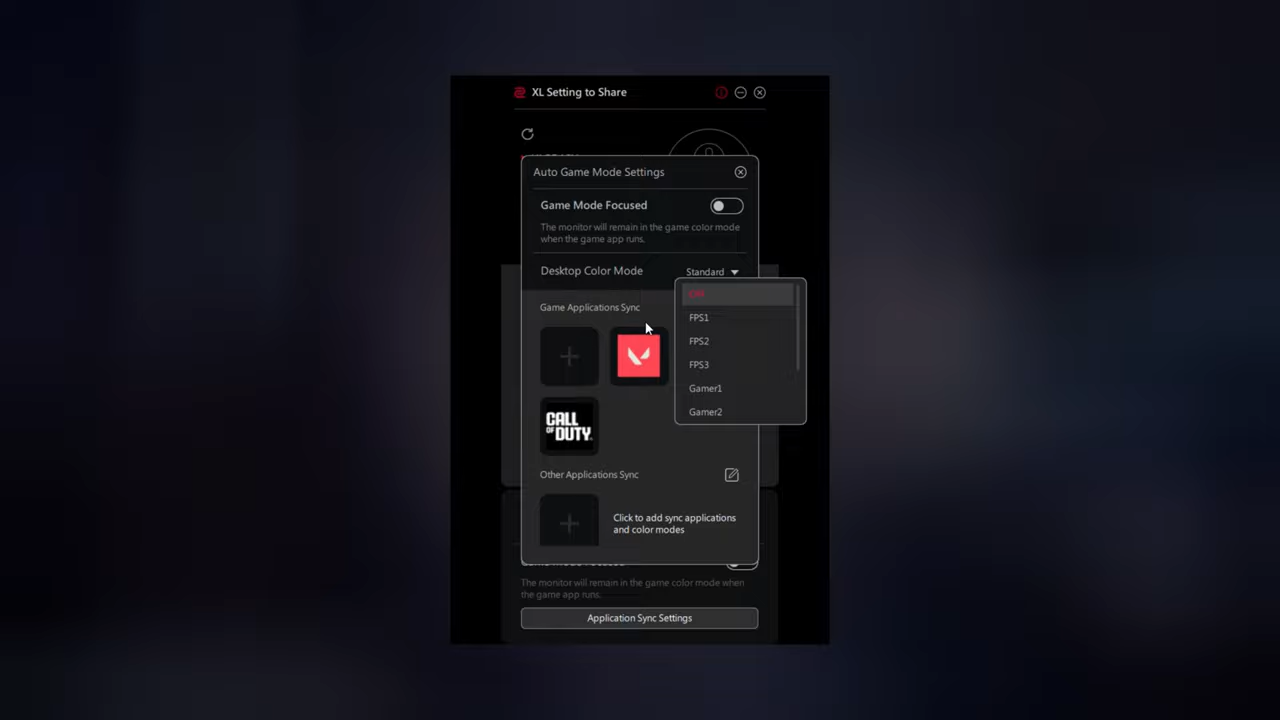 XL Setting to Share
Auto Game Mode Settings
Game Mode Focused
The monitor will remain in the game color mode
when the game app runs.
Desktop Color Mode
Standard
Off
FPS1
FPS2
FPS3
Gamer1
Gamer2
Game Applications Sync
CALL
OF DUTY
Other Applications Sync
Click to add sync applications
and color modes
The monitor will remain in the game color mode when
the game app runs.
Application Sync Settings